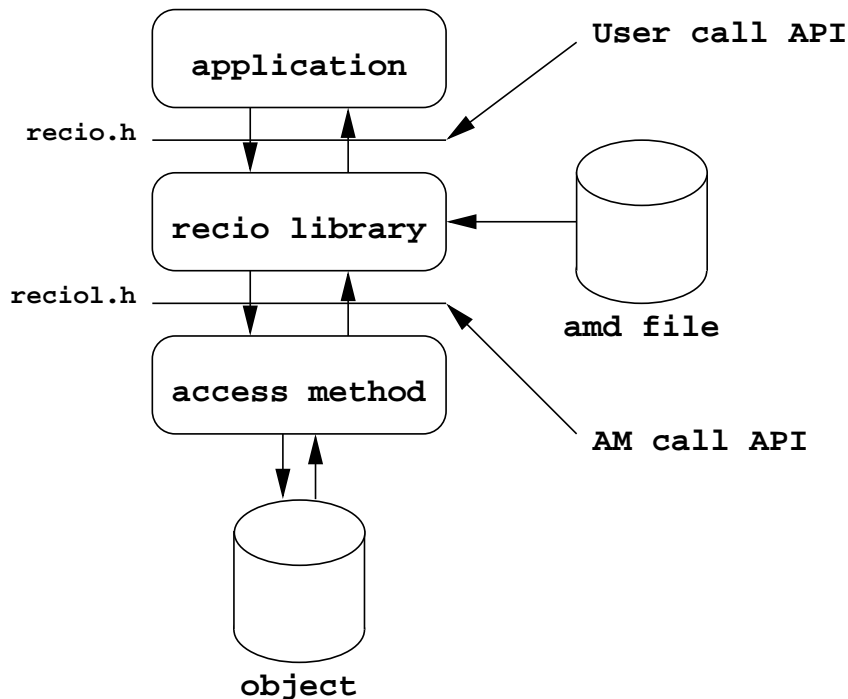 User call API
application
recio.h
recio library
reciol.h
amd file
access method
AM call API
object